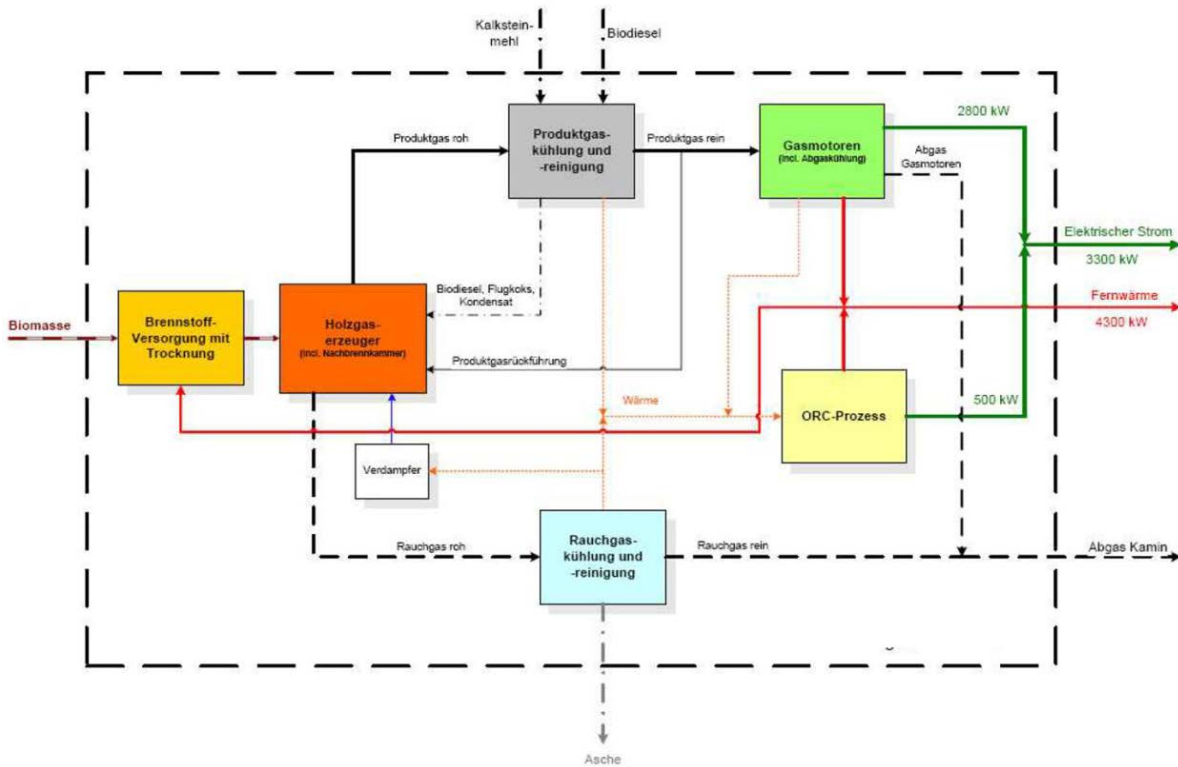 Kalkstein-
mehl
Biodiesel
2800 kW
Produktgas-
kühlung und
-reinigung
Produktgas roh
Produktgas rein
Gasmotoren
(incl. Abgaskühlung)
Abgas
Gasmotoren
Elektrischer Strom
3300 kW
Biodiesel, Flugkoks,
Kondensat
Fernwärme
4300 kW
Biomasse
Brennstoff-
Versorgung mit
Trocknung
Holzgas-
erzeuger
(incl. Nachbrennkammer)
Produktgasrückführung
Wärme
ORC-Prozess
500 kW
Verdampfer
Rauchgas roh
Rauchgas-
kühlung und
-reinigung
Rauchgas rein
Abgas Kamin
Asche